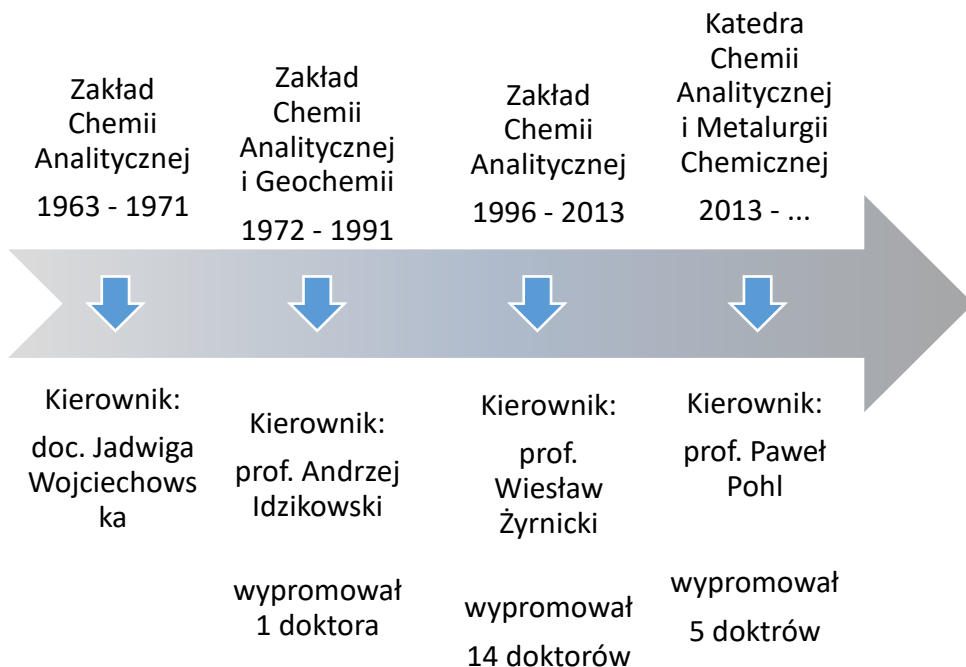 Zakład
Chemii
Analitycznej
1963 - 1971
Zakład
Chemii
Analitycznej
i Geochemii
1972 - 1991
Zakład
Chemii
Analitycznej
1996 - 2013
Katedra
Chemii
Analitycznej
i Metalurgii
Chemicznej
2013 - ...
Kierownik:
doc. Jadwiga
Wojciechows
ka
Kierownik:
prof. Andrzej
Idzikowski
wypromował
1 doktora
Kierownik:
prof.
Wiesław
Żyrnicki
wypromował
14 doktorów
Kierownik:
prof. Paweł
Pohl
wypromował
5 doktrów